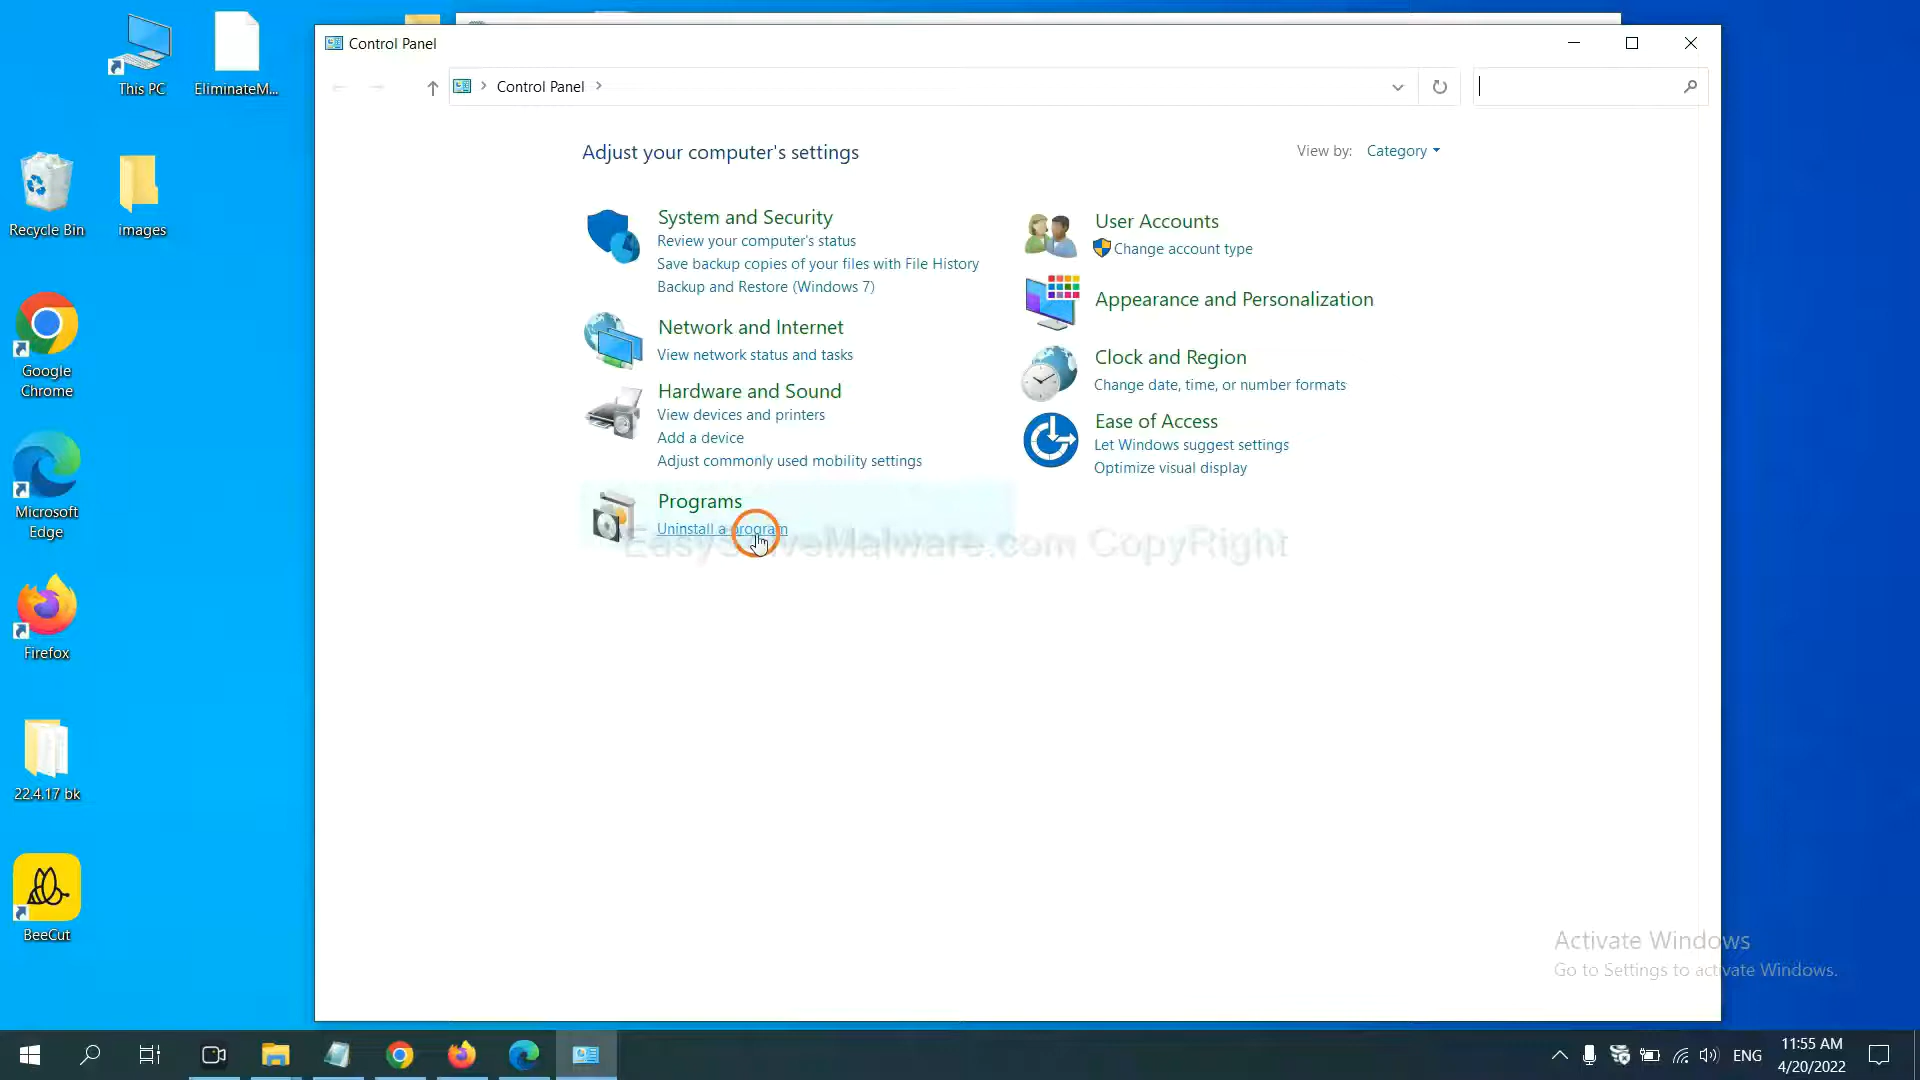 This PC
EliminateM...
Recycle Bin
images
Google
Chrome
Microsoft
Edge
Firefox
22.4.17 bk
BeeCut
Control Panel
Control Panel
Adjust your computer's settings
View by: Category
System and Security
Review your computer's status
Save backup copies of your files with File History
Backup and Restore (Windows 7)
Network and Internet
View network status and tasks
Hardware and Sound
View devices and printers
Add a device
Adjust commonly used mobility settings
Programs
Uninstall a program
User Accounts
Change account type
Appearance and Personalization
Clock and Region
Change date, time, or number formats
Ease of Access
Let Windows suggest settings
Optimize visual display
EasySolveMalware.com CopyRight
Activate Windows
Go to Settings to activate Windows.
ENG
11:55 AM
4/20/2022